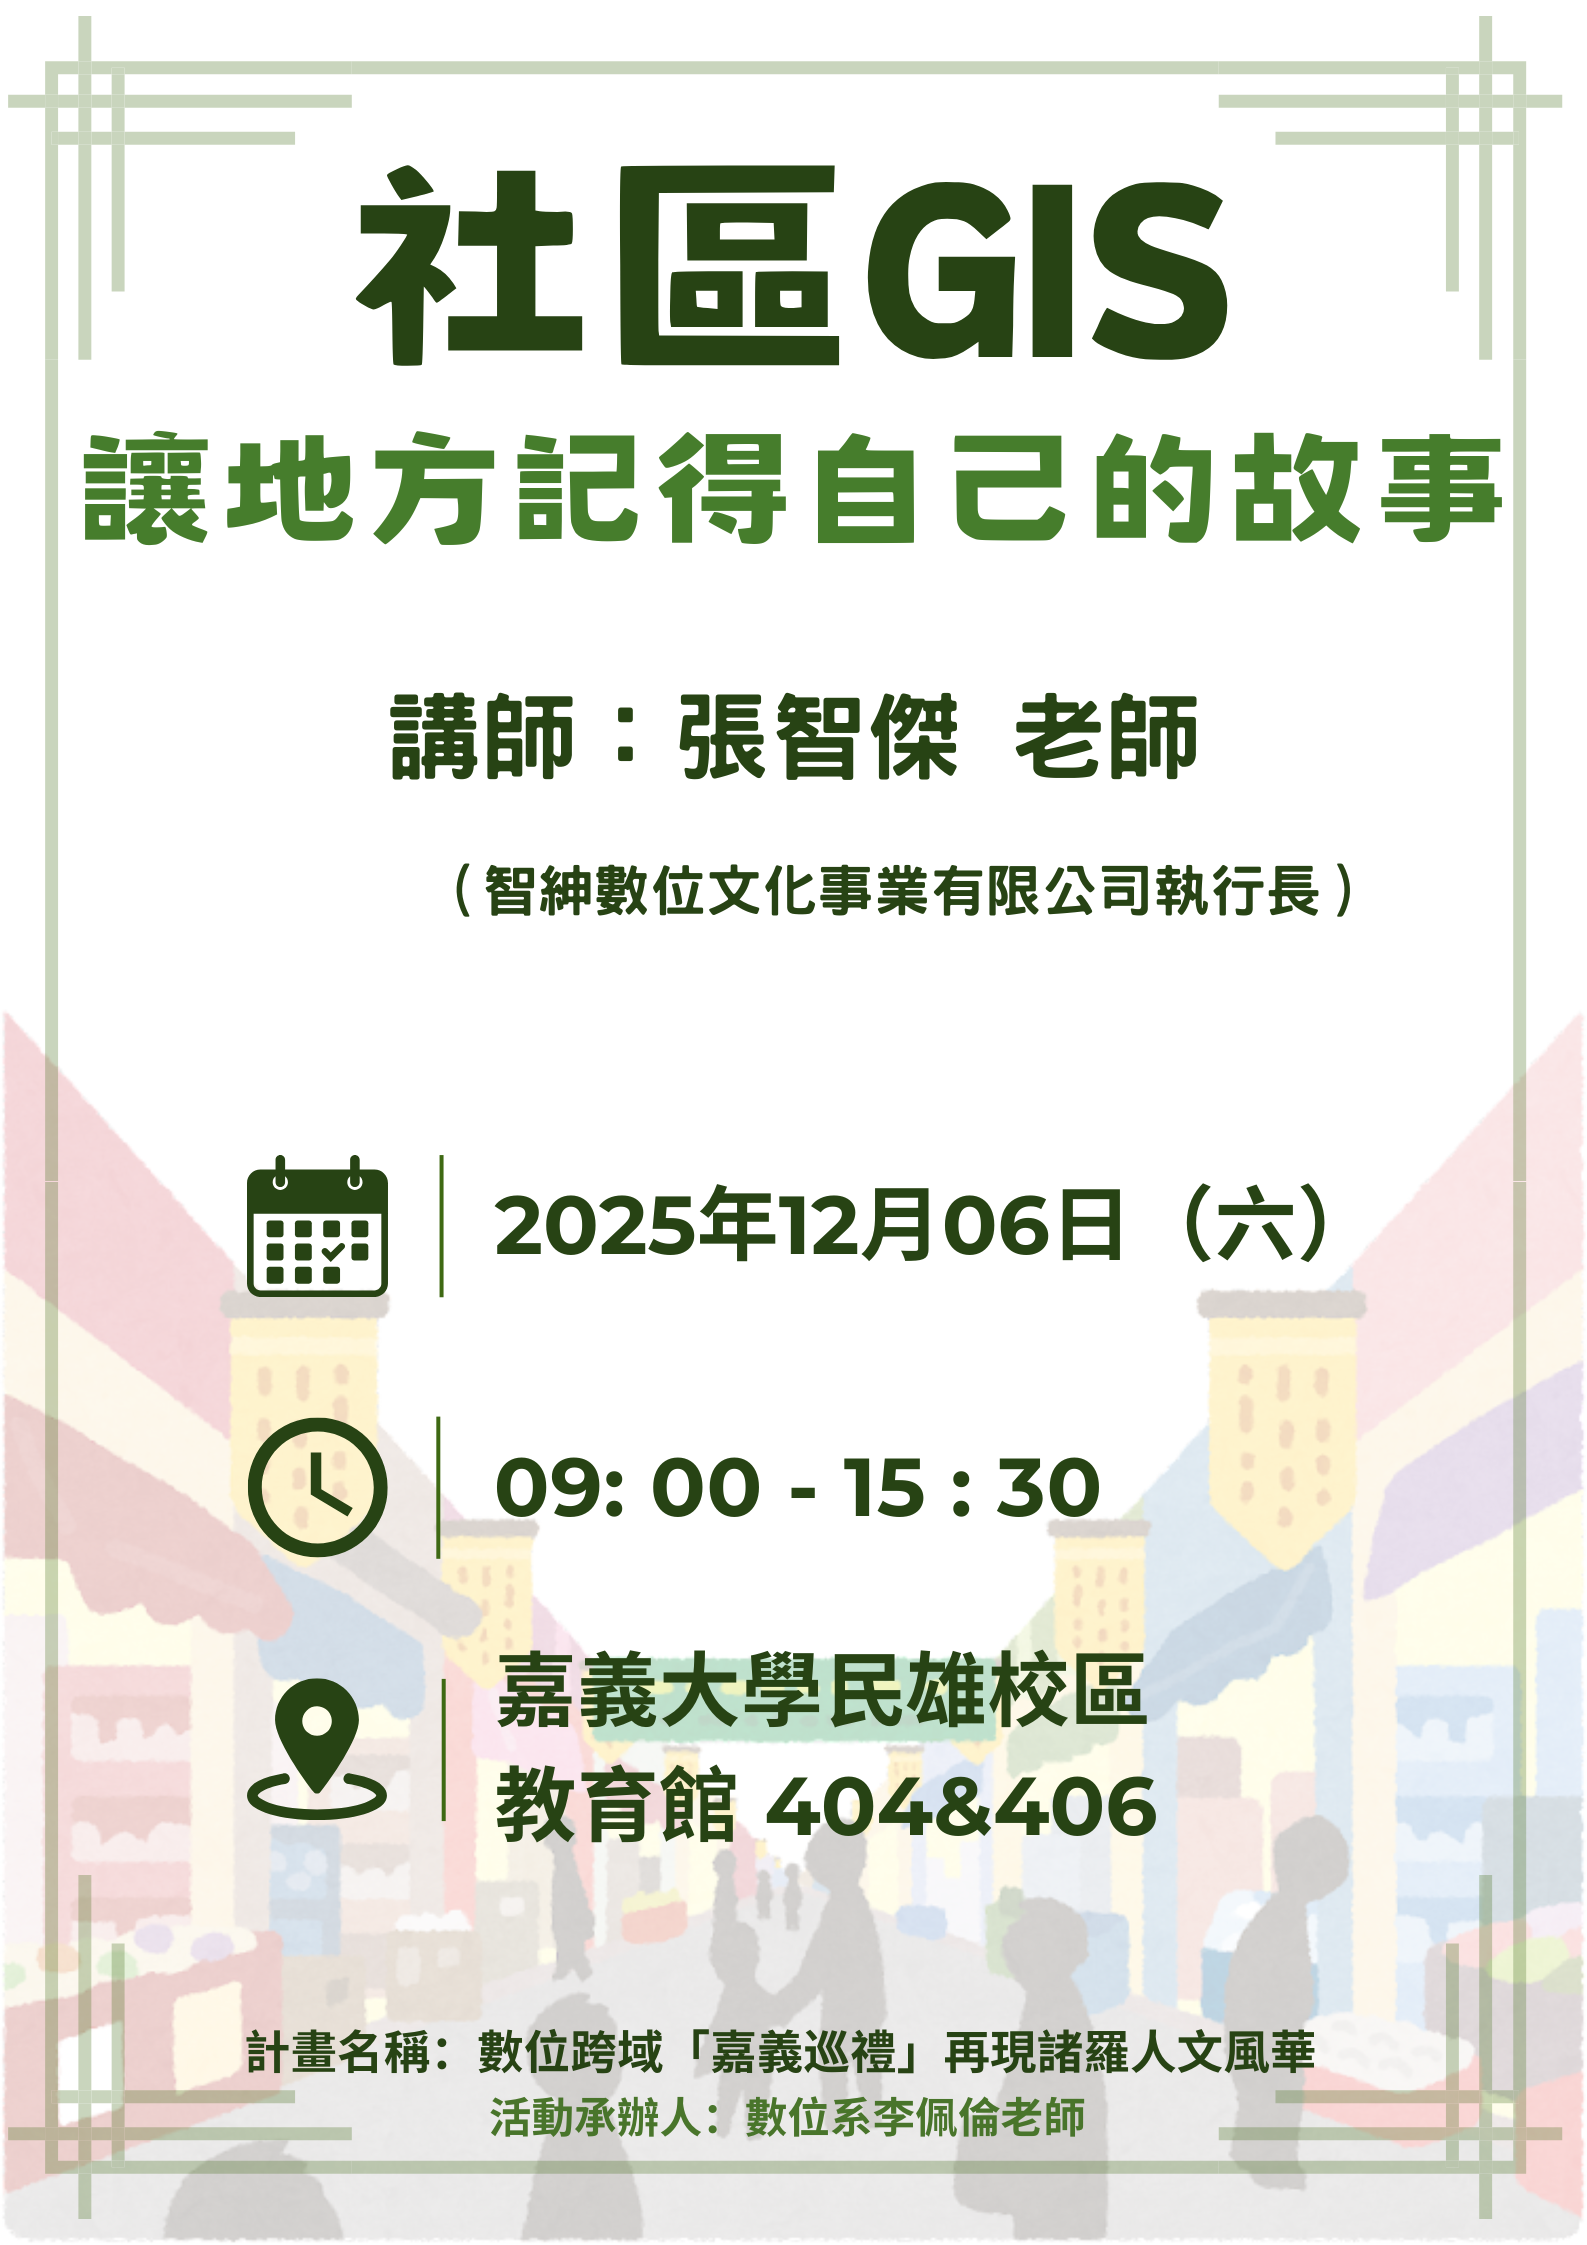 社區GIS
讓地方記得自己的故事
講師：張智傑 老師
（智紳數位文化事業有限公司執行長）
2025年12月06日（六）
09: 00 - 15 : 30
嘉義大學民雄校區
教育館 404&406
計畫名稱：數位跨域「嘉義巡禮」再現諸羅人文風華
活動承辦人：數位系李佩倫老師